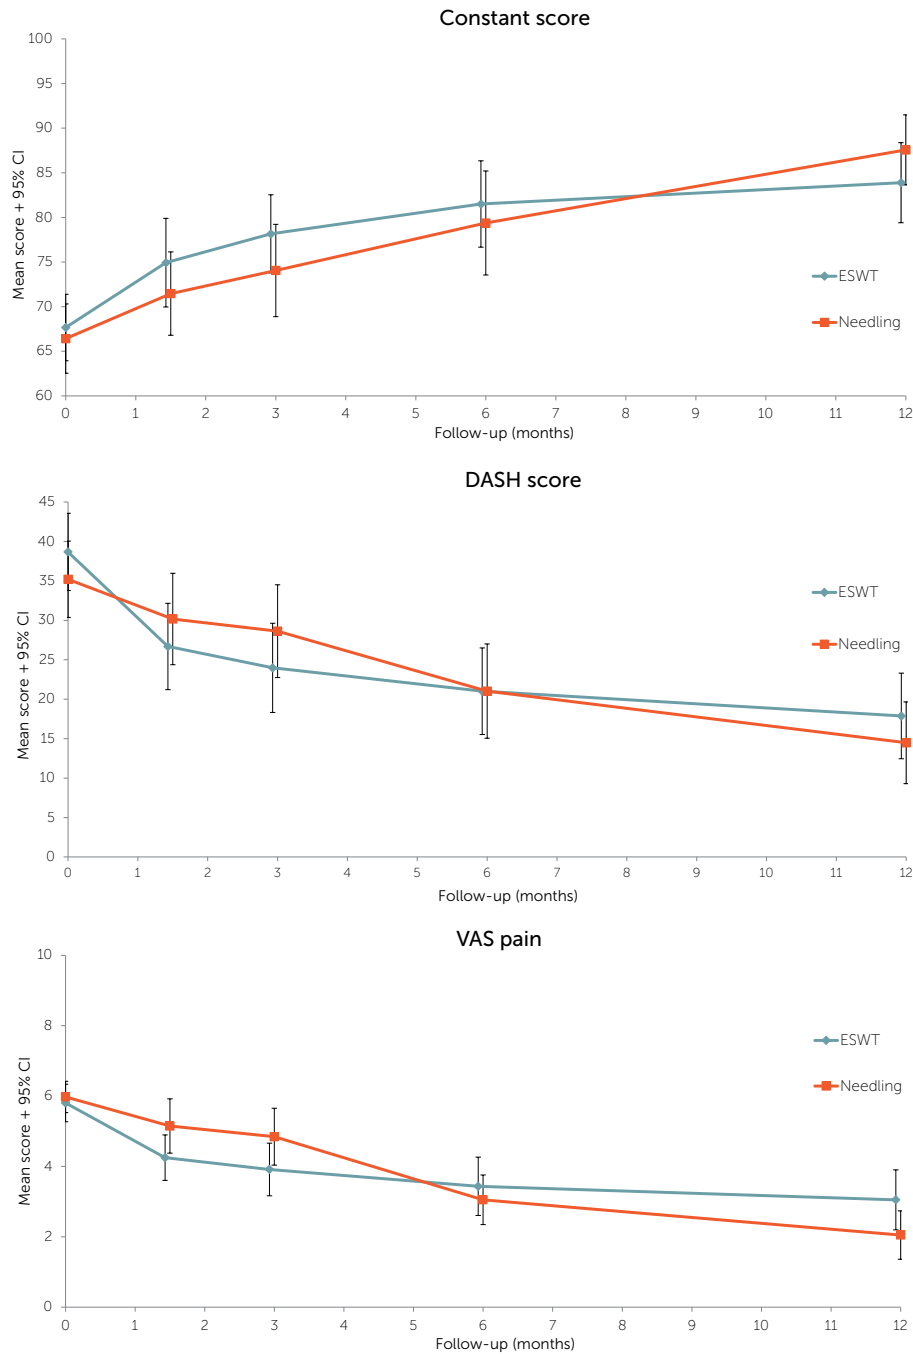 Constant score
Mean score + 95% CI
100
95
90
85
80
75
70
65
60
ESWT
Needling
0 1 2 3 4 5 6 7 8 9 10 11 12
Follow-up (months)
DASH score
Mean score + 95% CI
45
40
35
30
25
20
15
10
5
0
ESWT
Needling
0 1 2 3 4 5 6 7 8 9 10 11 12
Follow-up (months)
VAS pain
Mean score + 95% CI
10
8
6
4
2
0
ESWT
Needling
0 1 2 3 4 5 6 7 8 9 10 11 12
Follow-up (months)